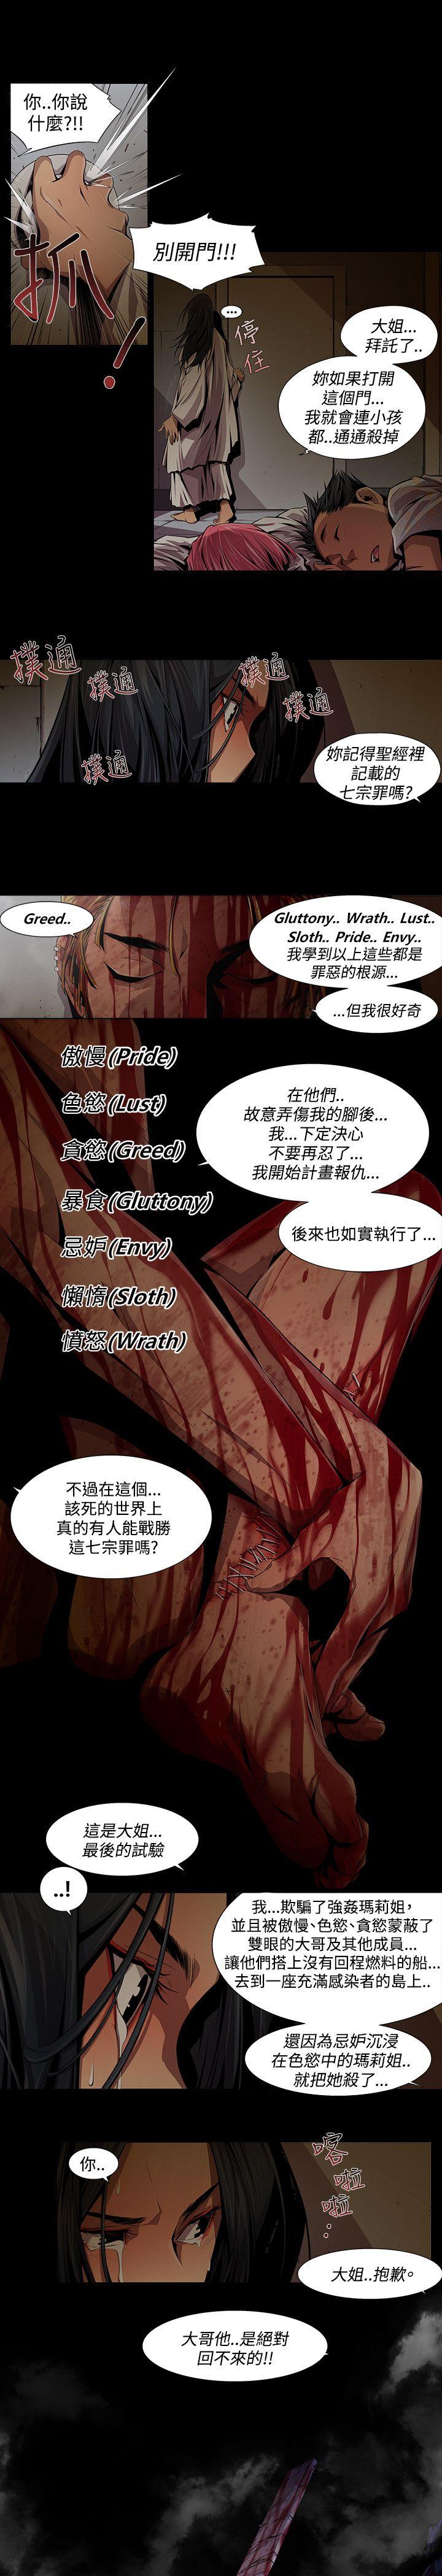 你..你說
什麼?!!
抓
!
別開門!!!
...
停
住
大姐...
拜託了..
妳如果打開
這個門...
我就會連小孩
都..通通殺掉
撲通
撲通
撲通
撲通
撲通
妳記得聖經裡
記載的
七宗罪嗎?
Greed..
Gluttony.. Wrath.. Lust..
Sloth.. Pride.. Envy..
我學到以上這些都是
罪惡的根源...
...但我很好奇
傲慢(Pride)
色慾(Lust)
貪慾(Greed)
暴食(Gluttony)
忌妒(Envy)
懶惰(Sloth)
憤怒(Wrath)
在他們..
故意弄傷我的腳後...
我...下定決心
不要再忍了...
我開始計畫報仇...
後來也如實執行了...
不過在這個...
該死的世界上
真的有人能戰勝
這七宗罪嗎?
這是大姐...
最後的試驗
..!
我...欺騙了強姦瑪莉姐,
並且被傲慢、色慾、貪慾蒙蔽了
雙眼的大哥及其他成員...
讓他們搭上沒有回程燃料的船...
去到一座充滿感染者的島上..
還因為忌妒沉浸
在色慾中的瑪莉姐..
就把她殺了...
你..
喀
啦
啦
...
大姐..抱歉。
大哥他..是絕對
回不來的!!